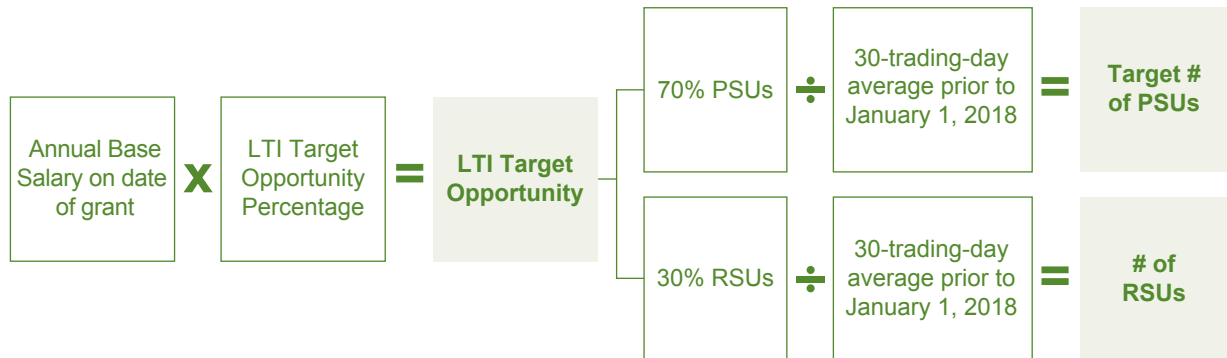 Annual Base
Salary on date
of grant
x
LTI Target
Opportunity
Percentage
=
LTI Target
Opportunity
70% PSUs
÷
30-trading-day
average prior to
January 1, 2018
=
Target #
of PSUs
30% RSUs
÷
30-trading-day
average prior to
January 1, 2018
=
# of
RSUs